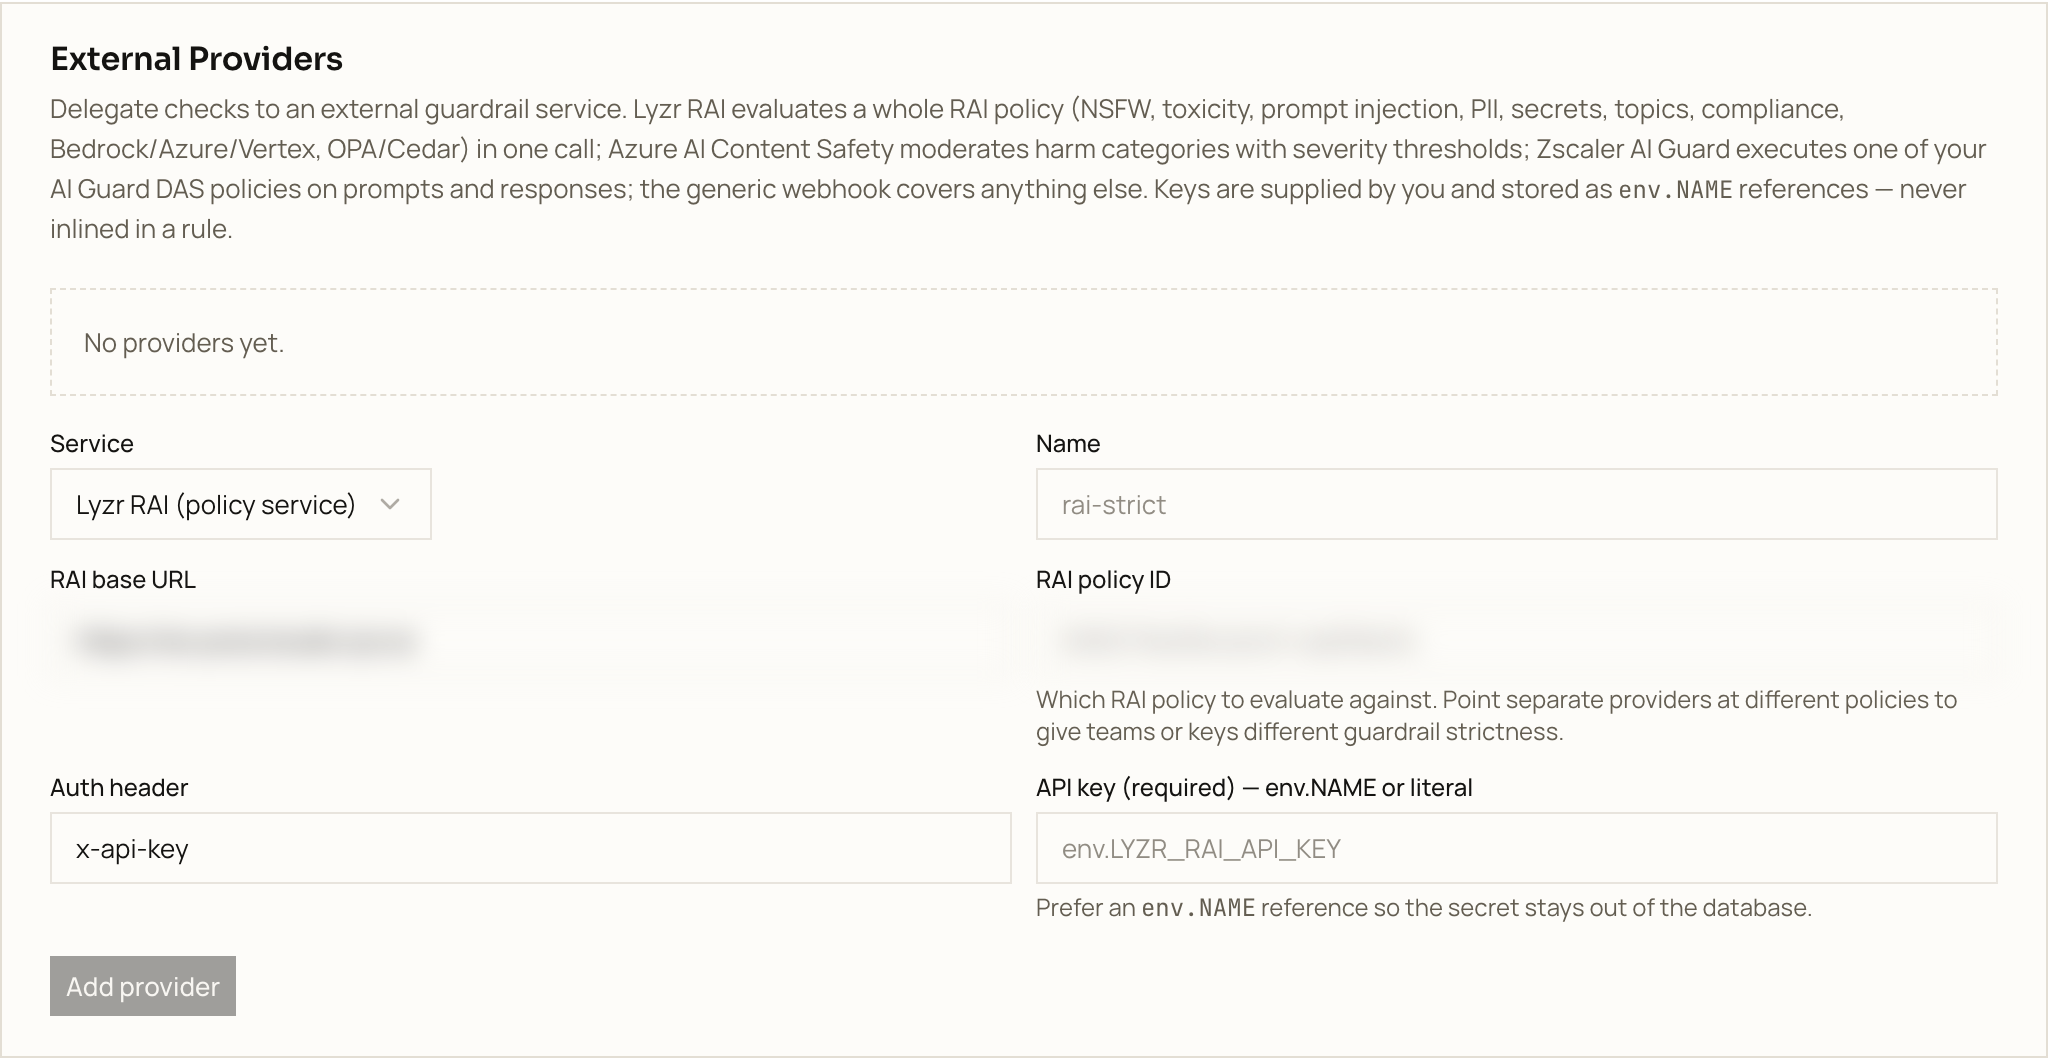 External Providers
Delegate checks to an external guardrail service. Lyzr RAI evaluates a whole RAI policy (NSFW, toxicity, prompt injection, PII, secrets, topics, compliance,
Bedrock/Azure/Vertex, OPA/Cedar) in one call; Azure AI Content Safety moderates harm categories with severity thresholds; Zscaler AI Guard executes one of your
AI Guard DAS policies on prompts and responses; the generic webhook covers anything else. Keys are supplied by you and stored as env.NAME references — never
inlined in a rule.
No providers yet.
Service
Name
Lyzr RAI (policy service)
rai-strict
RAI base URL
RAI policy ID
Which RAI policy to evaluate against. Point separate providers at different policies to
give teams or keys different guardrail strictness.
Auth header
API key (required) — env.NAME or literal
x-api-key
env.LYZR_RAI_API_KEY
Prefer an env.NAME reference so the secret stays out of the database.
Add provider